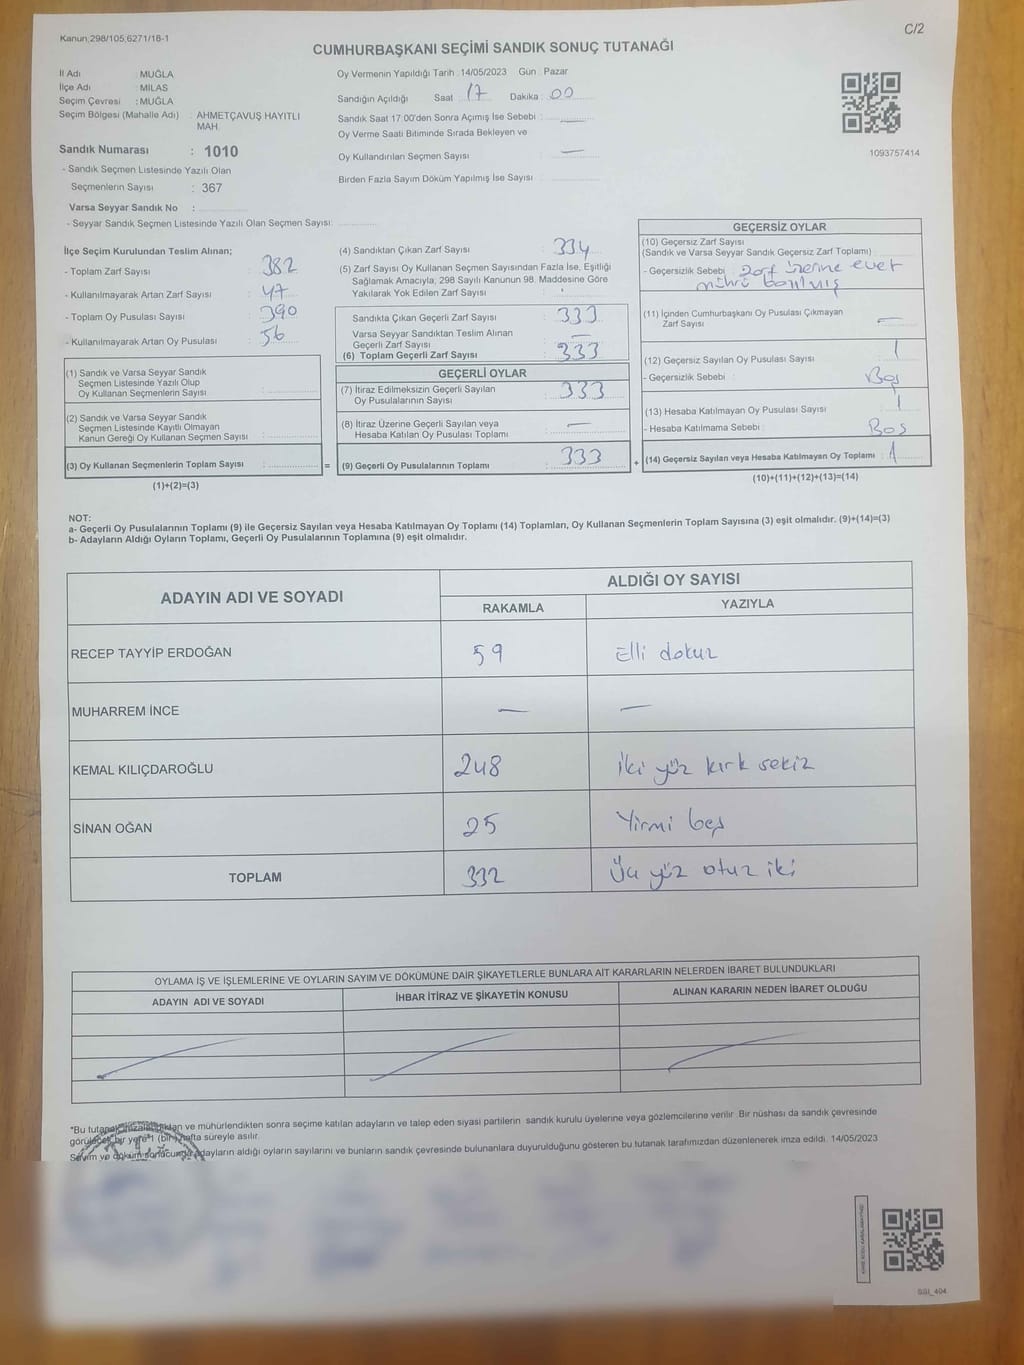 Kanun;298/105;6271/18-1
C/2
CUMHURBAŞKANI SEÇİMİ SANDIK SONUÇ TUTANAĞI
İl Adı : MUĞLA
İlçe Adı : MİLAS
Seçim Çevresi : MUĞLA
Seçim Bölgesi (Mahalle Adı) : AHMETÇAVUŞ HAYITLI
MAH.
Sandık Numarası : 1010
- Sandık Seçmen Listesinde Yazılı Olan
Seçmenlerin Sayısı : 367
Varsa Seyyar Sandık No :
- Seyyar Sandık Seçmen Listesinde Yazılı Olan Seçmen Sayısı:
Oy Vermenin Yapıldığı Tarih : 14/05/2023 Gün : Pazar
Sandığın Açıldığı Saat 17 Dakika : 00
Sandık Saat 17:00'den Sonra Açımış İse Sebebi : —
Oy Verme Saati Bitiminde Sırada Bekleyen ve
Oy Kullandırılan Seçmen Sayısı : —
Birden Fazla Sayım Döküm Yapılmış İse Sayısı :
1093757414
İlçe Seçim Kurulundan Teslim Alınan;
- Toplam Zarf Sayısı : 382
- Kullanılmayarak Artan Zarf Sayısı : 47
- Toplam Oy Pusulası Sayısı : 390
- Kullanılmayarak Artan Oy Pusulası : 56
(1) Sandık ve Varsa Seyyar Sandık
Seçmen Listesinde Yazılı Olup
Oy Kullanan Seçmenlerin Sayısı :
(2) Sandık ve Varsa Seyyar Sandık
Seçmen Listesinde Kayıtlı Olmayan
Kanun Gereği Oy Kullanan Seçmen Sayısı :
(3) Oy Kullanan Seçmenlerin Toplam Sayısı : =
(1)+(2)=(3)
(4) Sandıktan Çıkan Zarf Sayısı : 334
(5) Zarf Sayısı Oy Kullanan Seçmen Sayısından Fazla İse, Eşitliği
Sağlamak Amacıyla, 298 Sayılı Kanunun 98. Maddesine Göre
Yakılarak Yok Edilen Zarf Sayısı :
Sandıkla Çıkan Geçerli Zarf Sayısı : 333
Varsa Seyyar Sandıktan Teslim Alınan
Geçerli Zarf Sayısı : —
(6) Toplam Geçerli Zarf Sayısı : 333
GEÇERLİ OYLAR
(7) İtiraz Edilmeksizin Geçerli Sayılan
Oy Pusulalarının Sayısı : 333
(8) İtiraz Üzerine Geçerli Sayılan veya
Hesaba Katılan Oy Pusulası Toplamı : —
(9) Geçerli Oy Pusulalarının Toplamı : 333 +
GEÇERSİZ OYLAR
(10) Geçersiz Zarf Sayısı
(Sandık ve Varsa Seyyar Sandık Geçersiz Zarf Toplamı) :
- Geçersizlik Sebebi : zarf üzerine evet
mührü basılmış
(11) İçinden Cumhurbaşkanı Oy Pusulası Çıkmayan
Zarf Sayısı —
(12) Geçersiz Sayılan Oy Pusulası Sayısı : 1
- Geçersizlik Sebebi : Boş
(13) Hesaba Katılmayan Oy Pusulası Sayısı : 1
- Hesaba Katılmama Sebebi : Boş
(14) Geçersiz Sayılan veya Hesaba Katılmayan Oy Toplamı : 1
(10)+(11)+(12)+(13)=(14)
NOT:
a- Geçerli Oy Pusulalarının Toplamı (9) ile Geçersiz Sayılan veya Hesaba Katılmayan Oy Toplamı (14) Toplamları, Oy Kullanan Seçmenlerin Toplam Sayısına (3) eşit olmalıdır. (9)+(14)=(3)
b- Adayların Aldığı Oyların Toplamı, Geçerli Oy Pusulalarının Toplamına (9) eşit olmalıdır.
ADAYIN ADI VE SOYADI ALDIĞI OY SAYISI
RAKAMLA YAZIYLA
RECEP TAYYİP ERDOĞAN 59 Elli dokuz
MUHARREM İNCE — —
KEMAL KILIÇDAROĞLU 248 iki yüz kırk sekiz
SİNAN OĞAN 25 Yirmi beş
TOPLAM 332 yüz otuz iki
OYLAMA İŞ VE İŞLEMLERİNE VE OYLARIN SAYIM VE DÖKÜMÜNE DAİR ŞİKAYETLERLE BUNLARA AİT KARARLARIN NELERDEN İBARET BULUNDUKLARI
ADAYIN ADI VE SOYADI İHBAR İTİRAZ VE ŞİKAYETİN KONUSU ALINAN KARARIN NEDEN İBARET OLDUĞU
*Bu tutanak imzalandıktan ve mühürlendikten sonra seçime katılan adayların ve talep eden siyasi partilerin sandık kurulu üyelerine veya gözlemcilerine verilir. Bir nüshası da sandık çevresinde
görülecek bir yere 1 (bir) hafta süreyle asılır.
Sayım ve döküm sonucunda adayların aldığı oyların sayılarını ve bunların sandık çevresinde bulunanlara duyurulduğunu gösteren bu tutanak tarafımızdan düzenlenerek imza edildi. 14/05/2023
SSI_404